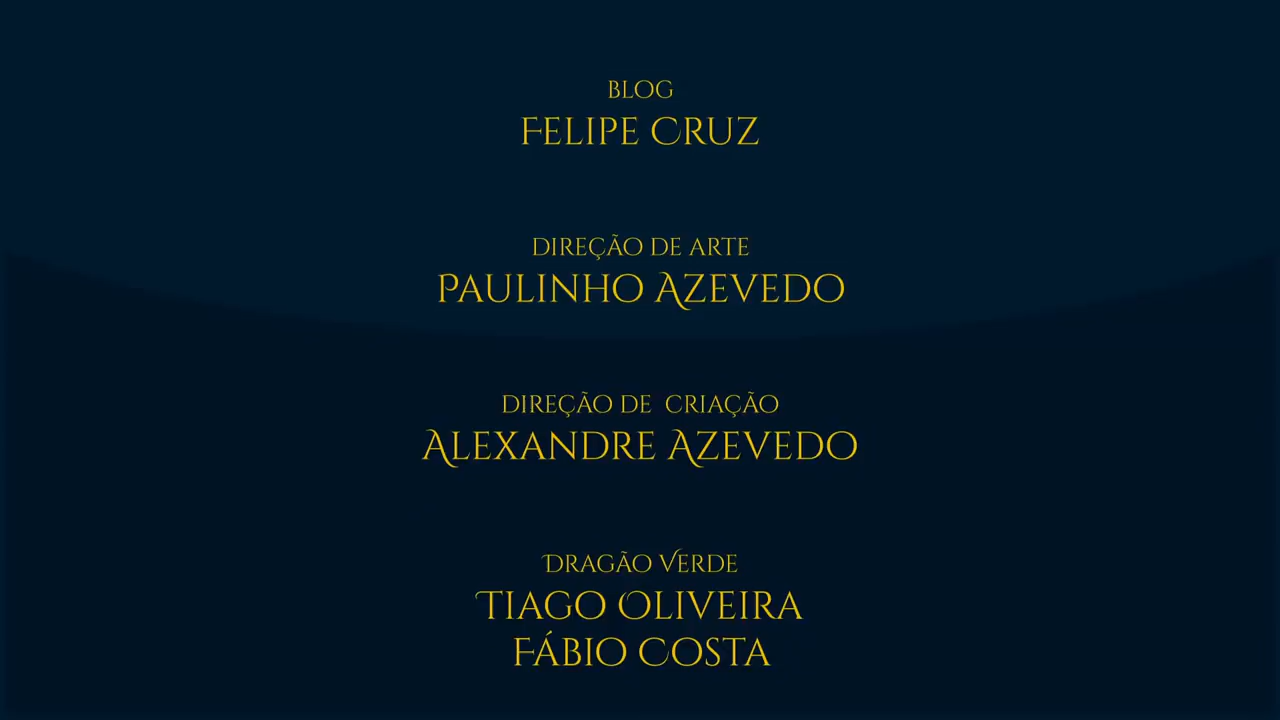 BLOG
FELIPE CRUZ
DIREÇÃO DE ARTE
PAULINHO AZEVEDO
DIREÇÃO DE CRIAÇÃO
ALEXANDRE AZEVEDO
DRAGÃO VERDE
TIAGO OLIVEIRA
FÁBIO COSTA